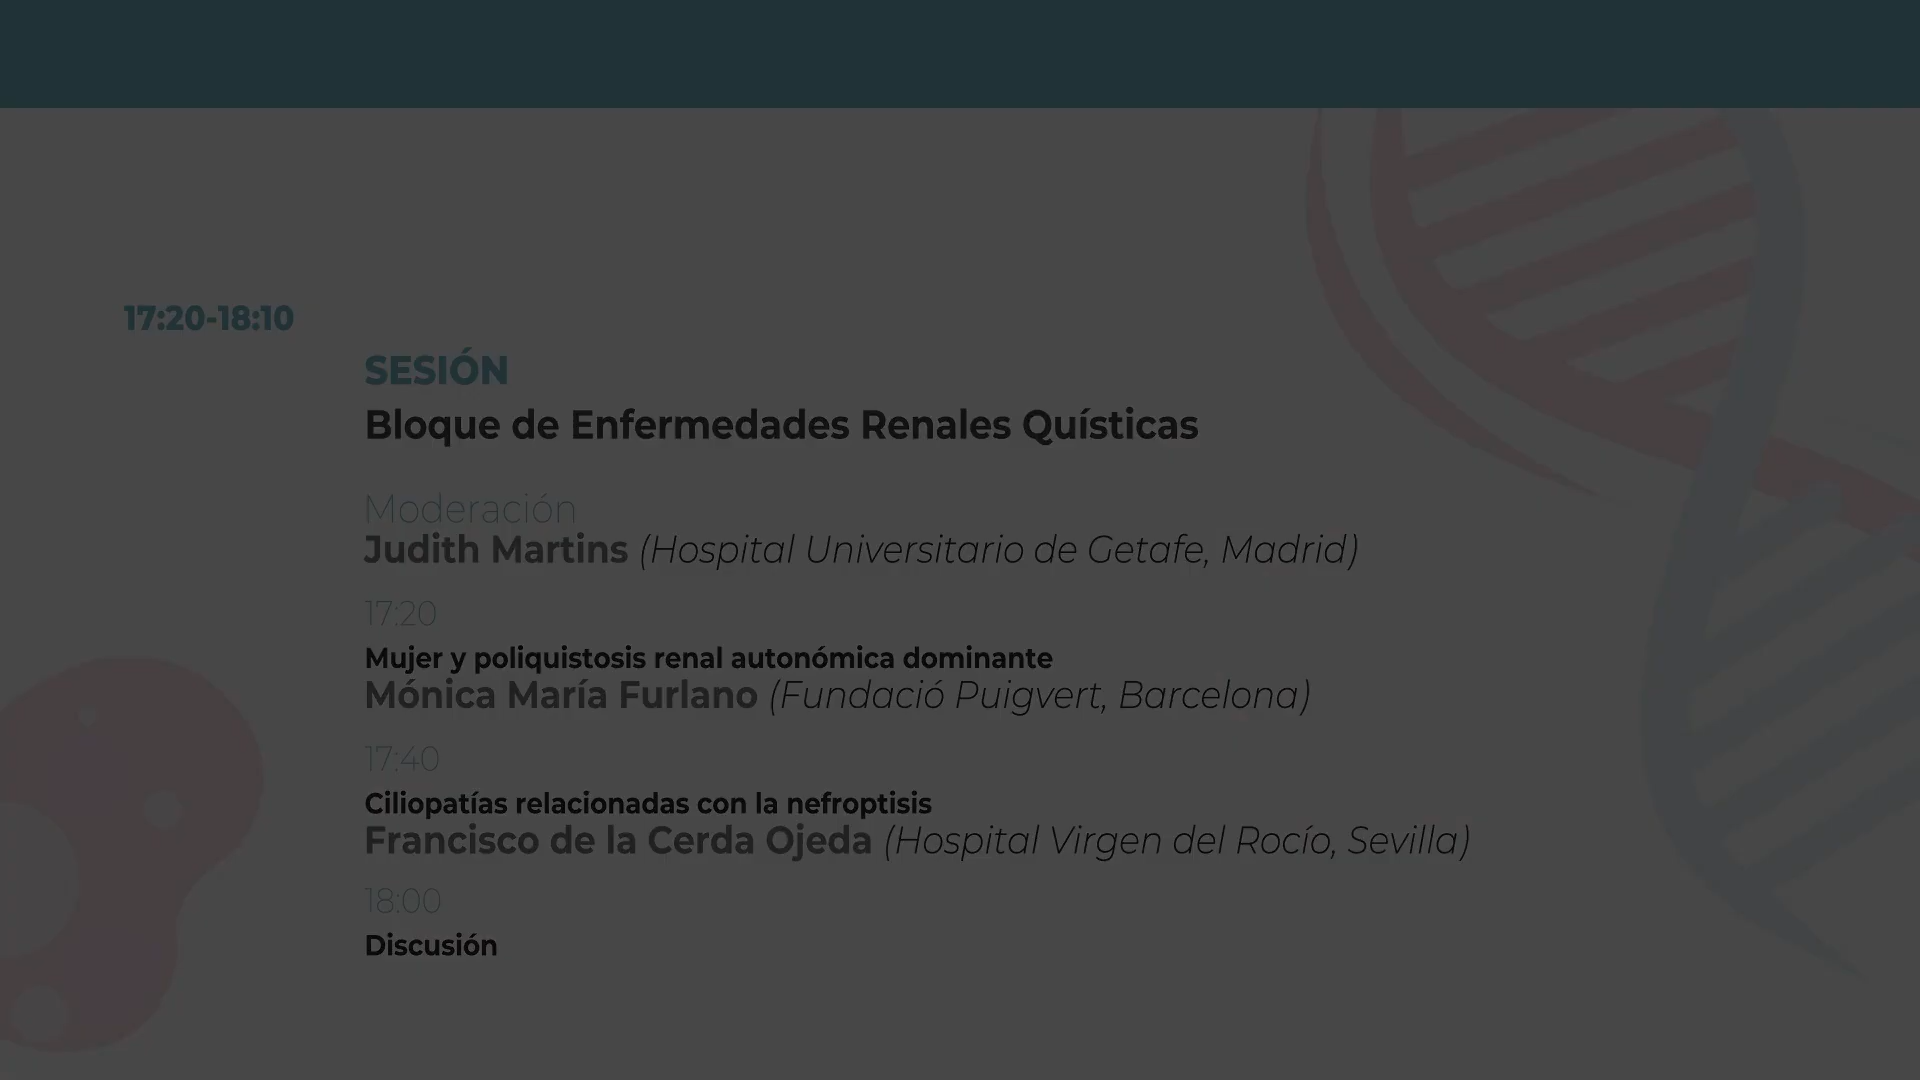 17:20-18:10
SESIÓN
Bloque de Enfermedades Renales Quísticas
Moderación
Judith Martins (Hospital Universitario de Getafe, Madrid)
17:20
Mujer y poliquistosis renal autonómica dominante
Mónica María Furlano (Fundació Puigvert, Barcelona)
17:40
Ciliopatías relacionadas con la nefroptisis
Francisco de la Cerda Ojeda (Hospital Virgen del Rocío, Sevilla)
18:00
Discusión